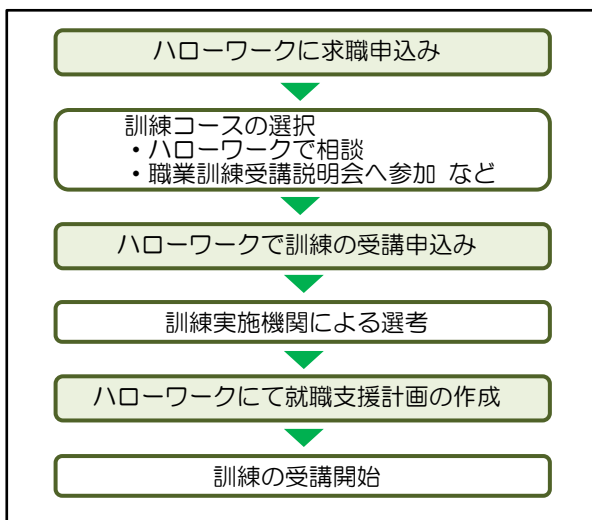 ハローワークに求職申込み
訓練コースの選択
・ハローワークで相談
・職業訓練受講説明会へ参加 など
ハローワークで訓練の受講申込み
訓練実施機関による選考
ハローワークにて就職支援計画の作成
訓練の受講開始